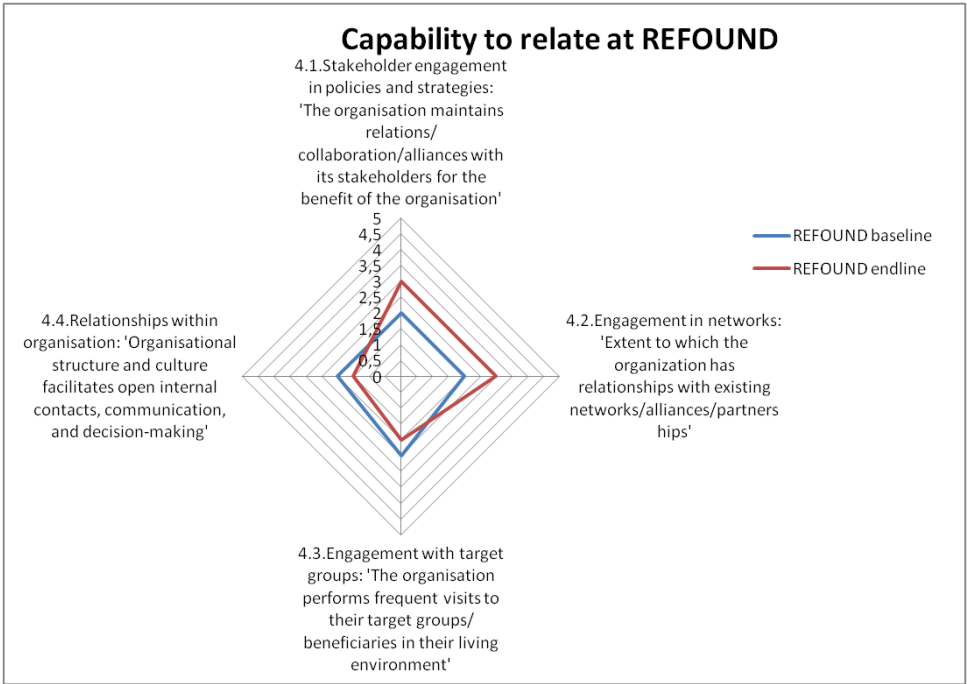 Capability to relate at REFOUND
4.1.Stakeholder engagement
in policies and strategies:
'The organisation maintains
relations/
collaboration/alliances with
its stakeholders for the
benefit of the organisation'
5
4,5
4
3,5
3
2,5
2
1,5
1
0,5
0
REFOUND baseline
REFOUND endline
4.2.Engagement in networks:
'Extent to which the
organization has
relationships with existing
networks/alliances/partners
hips'
4.3.Engagement with target
groups: 'The organisation
performs frequent visits to
their target groups/
beneficiaries in their living
environment'
4.4.Relationships within
organisation: 'Organisational
structure and culture
facilitates open internal
contacts, communication,
and decision-making'